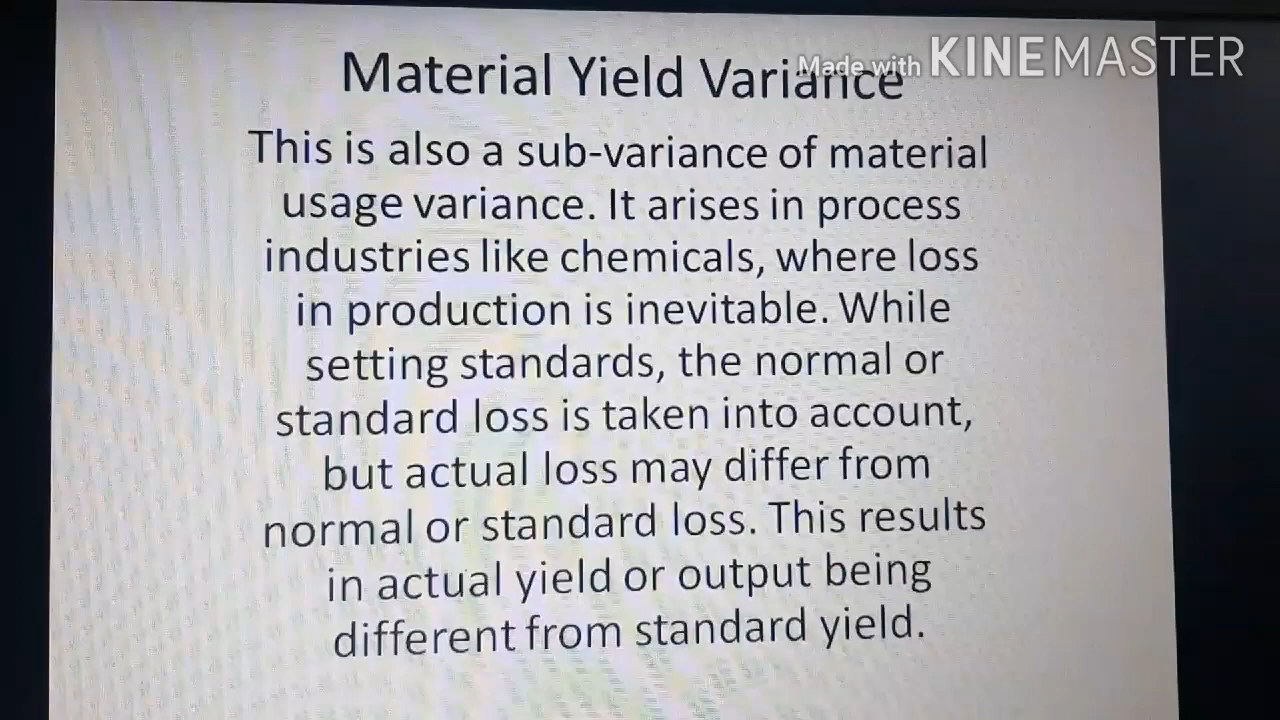 Made with KINEMASTER
Material Yield Variance
This is also a sub-variance of material
usage variance. It arises in process
industries like chemicals, where loss
in production is inevitable. While
setting standards, the normal or
standard loss is taken into account,
but actual loss may differ from
normal or standard loss. This results
in actual yield or output being
different from standard yield.